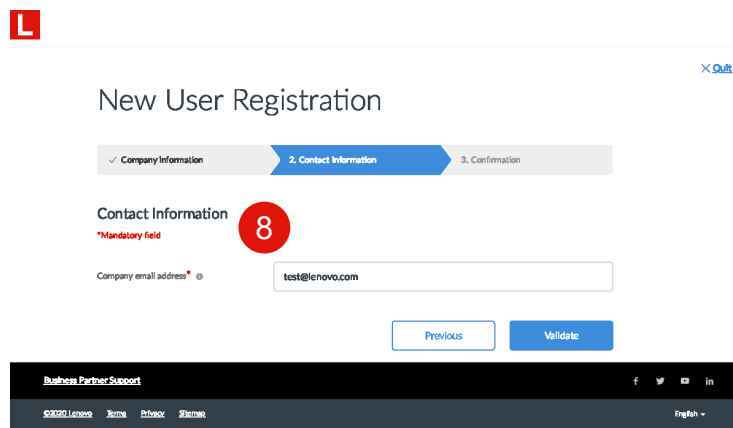 L
Quit
New User Registration
Company Information 2. Contact Information 3. Confirmation
Contact Information
8
*Mandatory field
Company email address* test@lenovo.com
Previous Validate
Business Partner Support
©2020 Lenovo Terms Privacy Sitemap English